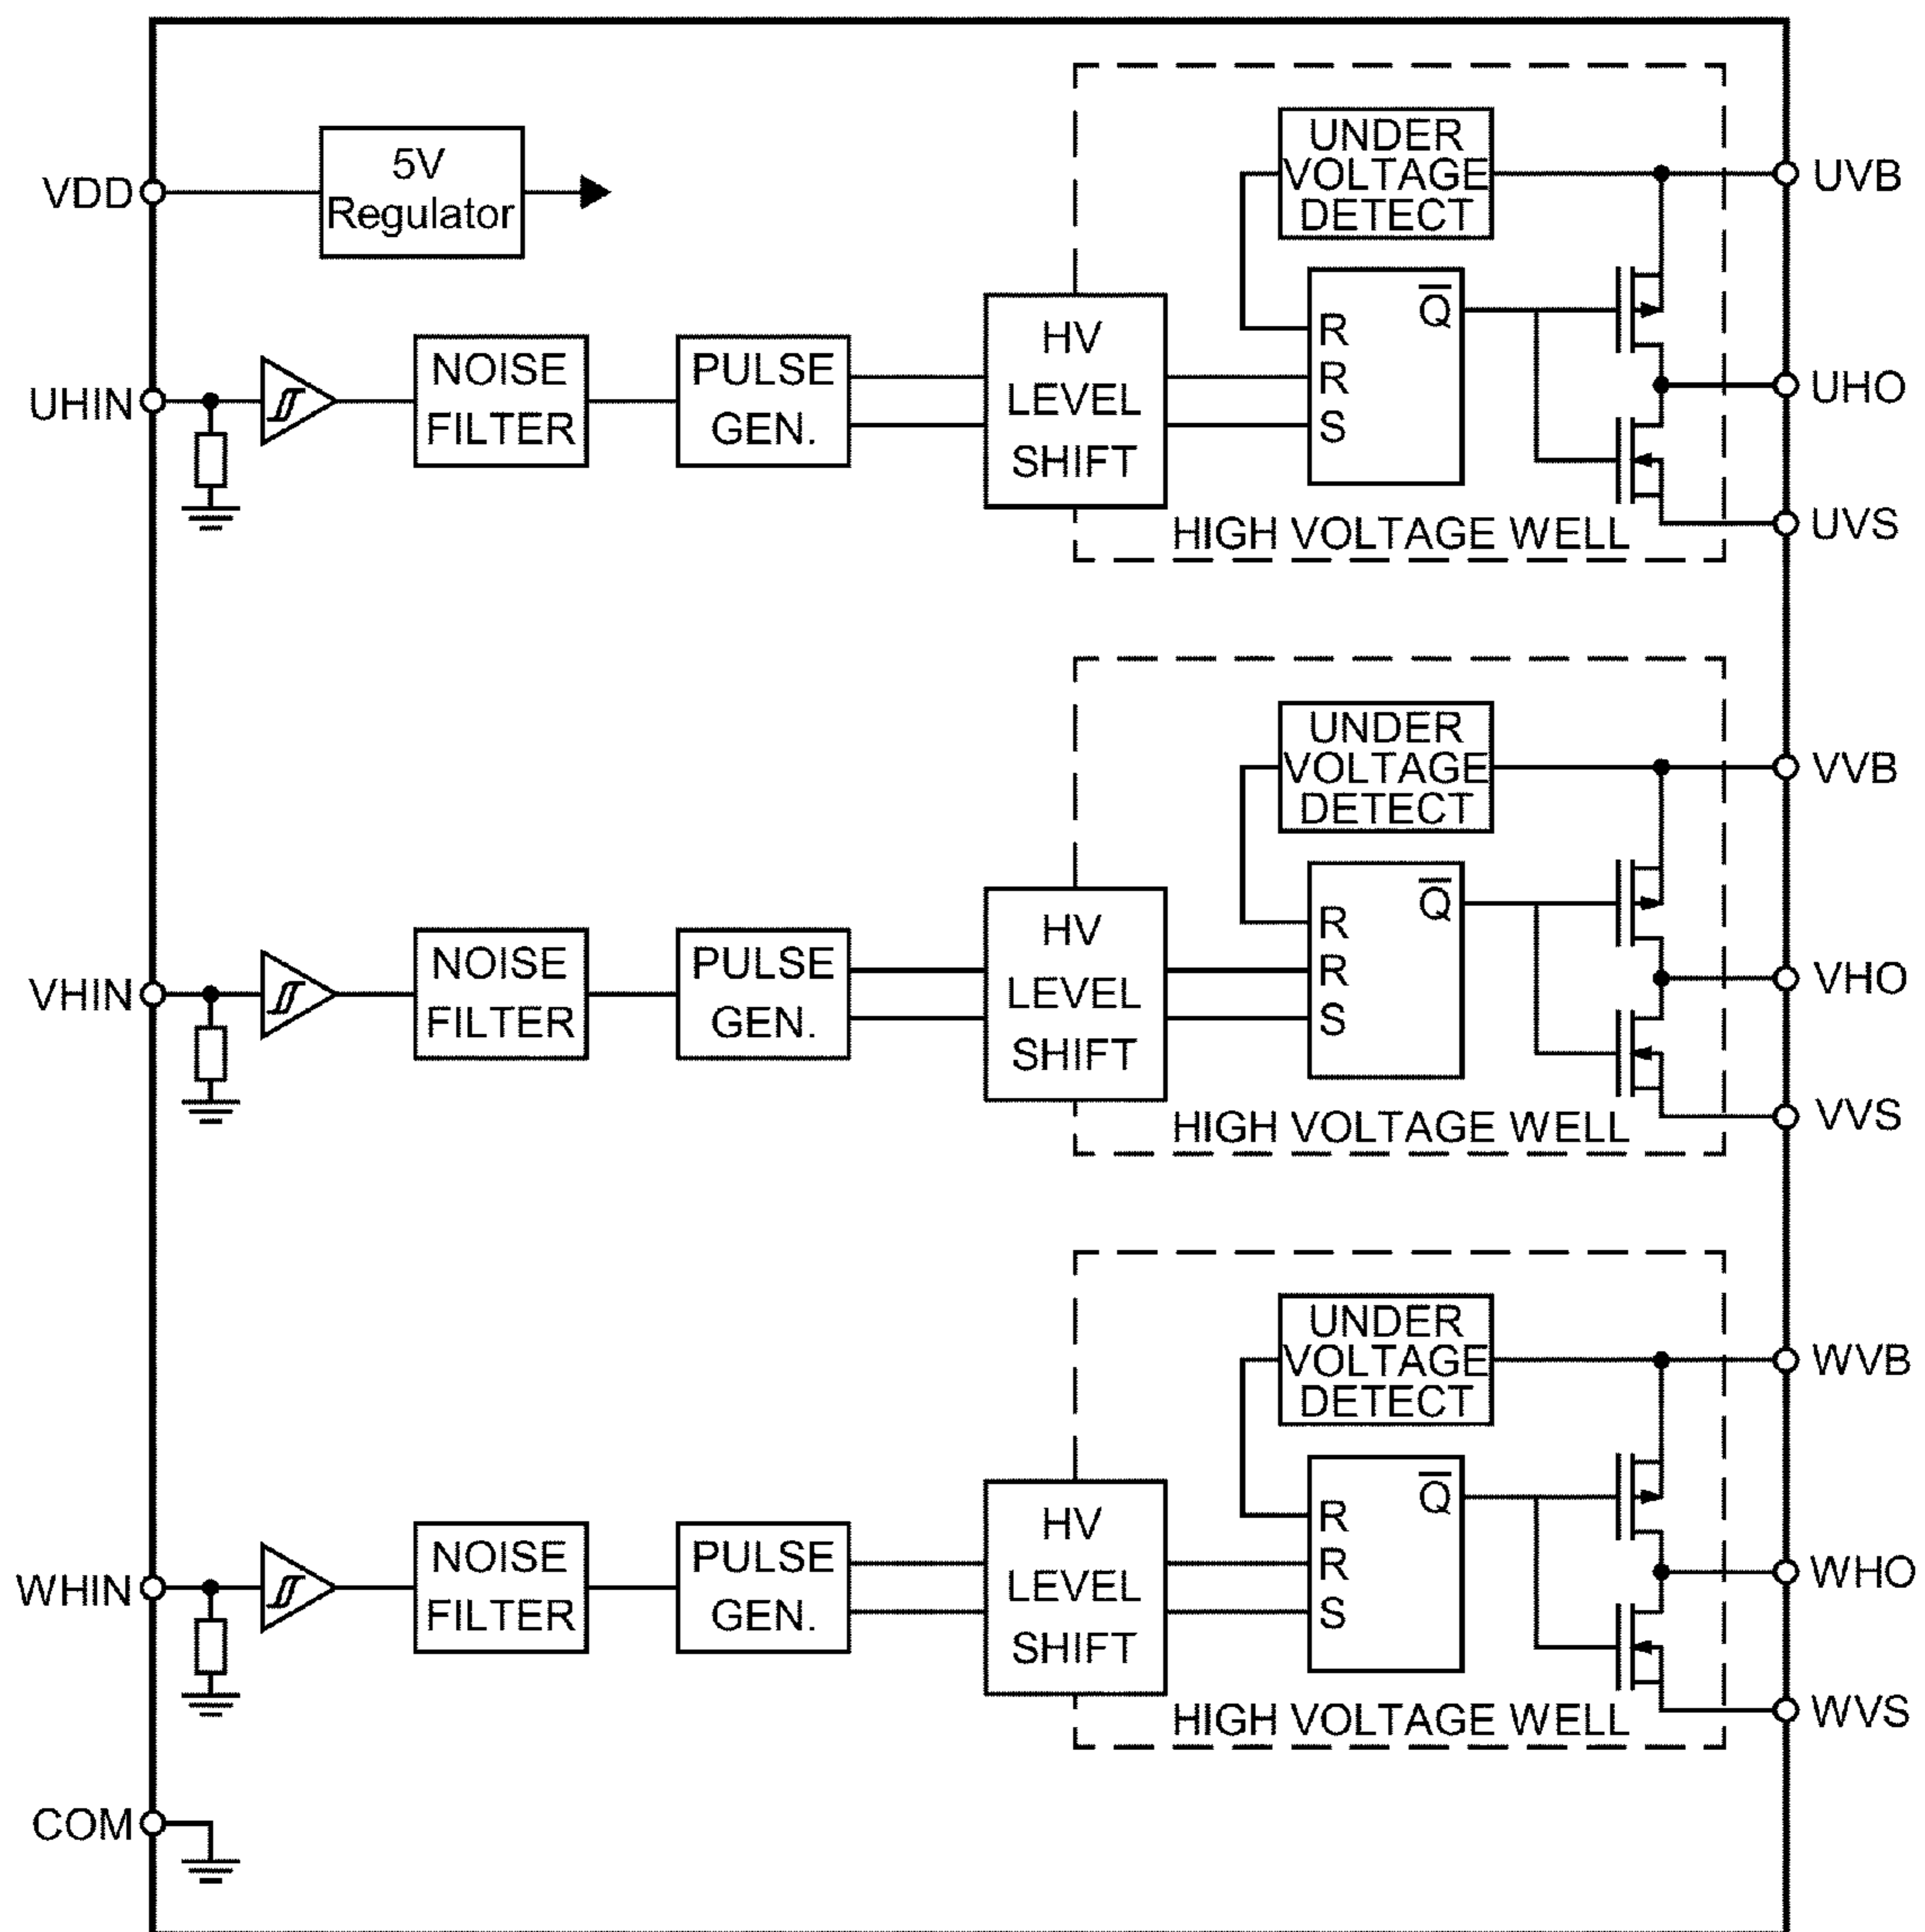 VDD
5V
Regulator
UNDER
VOLTAGE
DETECT
UVB
UHIN
NOISE
FILTER
PULSE
GEN.
HV
LEVEL
SHIFT
R
R
S
Q̅
UHO
UVS
HIGH VOLTAGE WELL
UNDER
VOLTAGE
DETECT
VVB
VHIN
NOISE
FILTER
PULSE
GEN.
HV
LEVEL
SHIFT
R
R
S
Q̅
VHO
VVS
HIGH VOLTAGE WELL
UNDER
VOLTAGE
DETECT
WVB
WHIN
NOISE
FILTER
PULSE
GEN.
HV
LEVEL
SHIFT
R
R
S
Q̅
WHO
WVS
HIGH VOLTAGE WELL
COM